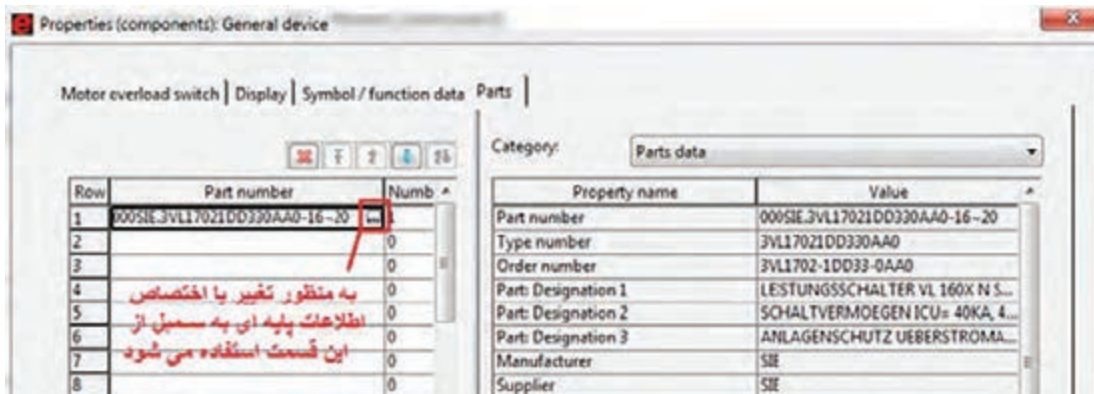 Properties (components): General device
Motor overload switch
Display
Symbol / function data
Parts
Category:
Parts data
Row
Part number
Numb
1
000SIE.3VL17021DD330AA0-16--20
...
2
0
3
0
4
0
5
0
6
0
7
0
8
0
به منظور تغییر یا اختصاص
اطلاعات پایه ای به سمبل از
این قسمت استفاده می شود
Property name
Value
Part number
000SIE.3VL17021DD330AA0-16--20
Type number
3VL17021DD330AA0
Order number
3VL1702-1DD33-0AA0
Part: Designation 1
LEISTUNGSSCHALTER VL 160X N S...
Part: Designation 2
SCHALTVERMOEGEN ICU= 40KA, 4...
Part: Designation 3
ANLAGENSCHUTZ UEBERSTROMA...
Manufacturer
SIE
Supplier
SIE